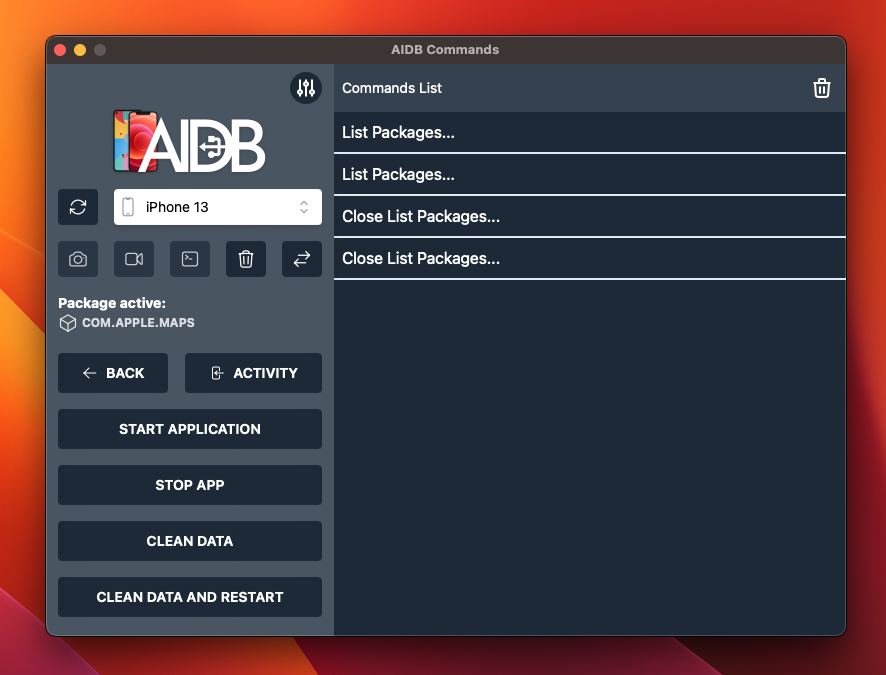 AIDB Commands
AIDB
iPhone 13
Package active:
COM.APPLE.MAPS
BACK
ACTIVITY
START APPLICATION
STOP APP
CLEAN DATA
CLEAN DATA AND RESTART
Commands List
List Packages...
List Packages...
Close List Packages...
Close List Packages...